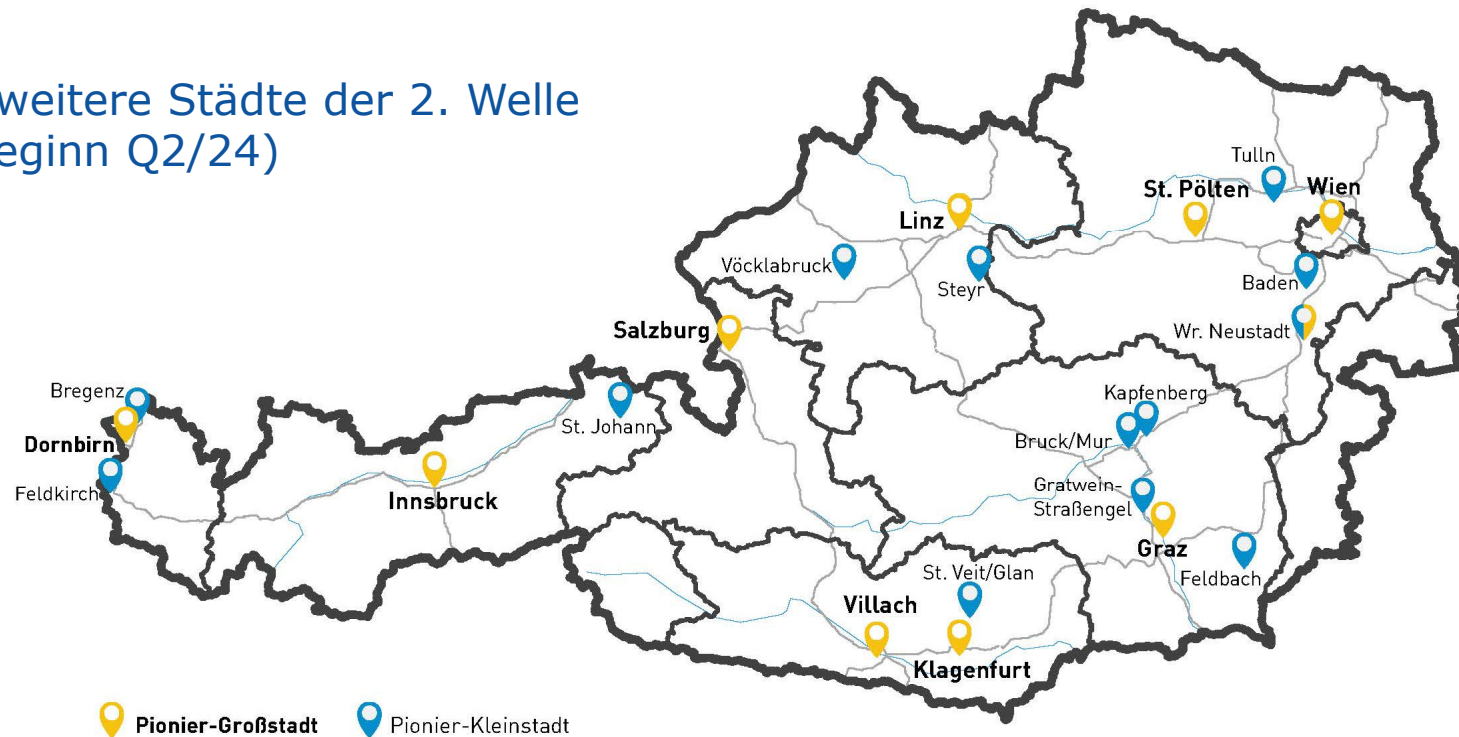 weitere Städte der 2. Welle
eginn Q2/24)
Tulln
St. Pölten
Wien
Linz
Vöcklabruck
Steyr
Baden
Wr. Neustadt
Salzburg
Bregenz
Dornbirn
Feldkirch
St. Johann
Innsbruck
Kapfenberg
Bruck/Mur
Gratwein-
Straßengel
Graz
Feldbach
St. Veit/Glan
Villach
Klagenfurt
Pionier-Großstadt
Pionier-Kleinstadt